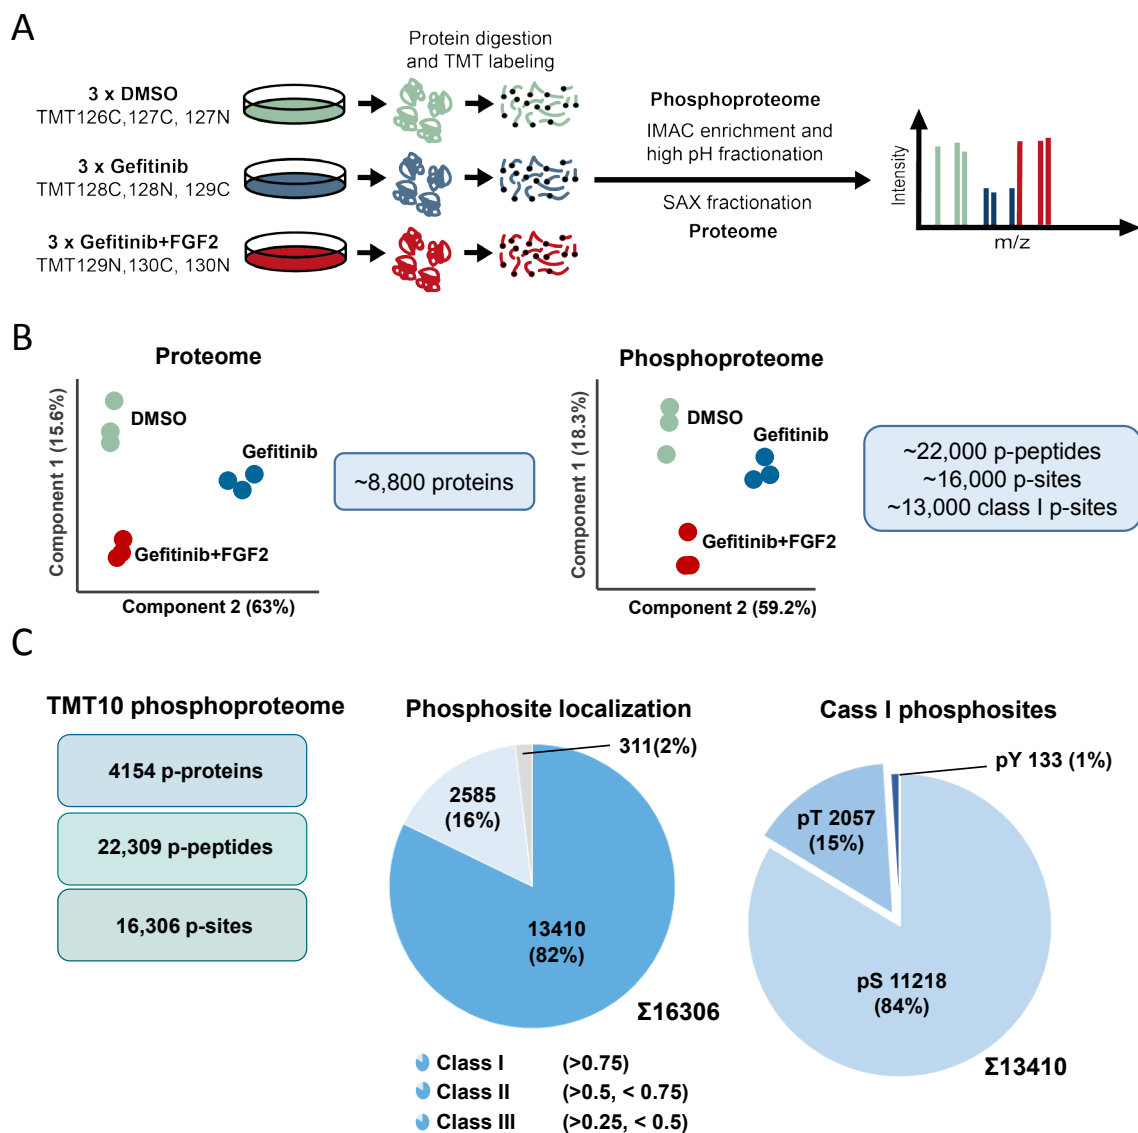 A
Protein digestion
and TMT labeling
3 x DMSO
TMT126C,127C, 127N
3 x Gefitinib
TMT128C,128N, 129C
3 x Gefitinib+FGF2
TMT129N,130C, 130N
Phosphoproteome
IMAC enrichment and
high pH fractionation
SAX fractionation
Proteome
Intensity
m/z
B
Proteome
Component 1 (15.6%)
DMSO
Gefitinib
Gefitinib+FGF2
Component 2 (63%)
~8,800 proteins
Phosphoproteome
Component 1 (18.3%)
DMSO
Gefitinib
Gefitinib+FGF2
Component 2 (59.2%)
~22,000 p-peptides
~16,000 p-sites
~13,000 class I p-sites
C
TMT10 phosphoproteome
4154 p-proteins
22,309 p-peptides
16,306 p-sites
Phosphosite localization
311(2%)
2585
(16%)
13410
(82%)
Σ16306
Class I (>0.75)
Class II (>0.5, < 0.75)
Class III (>0.25, < 0.5)
Cass I phosphosites
pY 133 (1%)
pT 2057
(15%)
pS 11218
(84%)
Σ13410